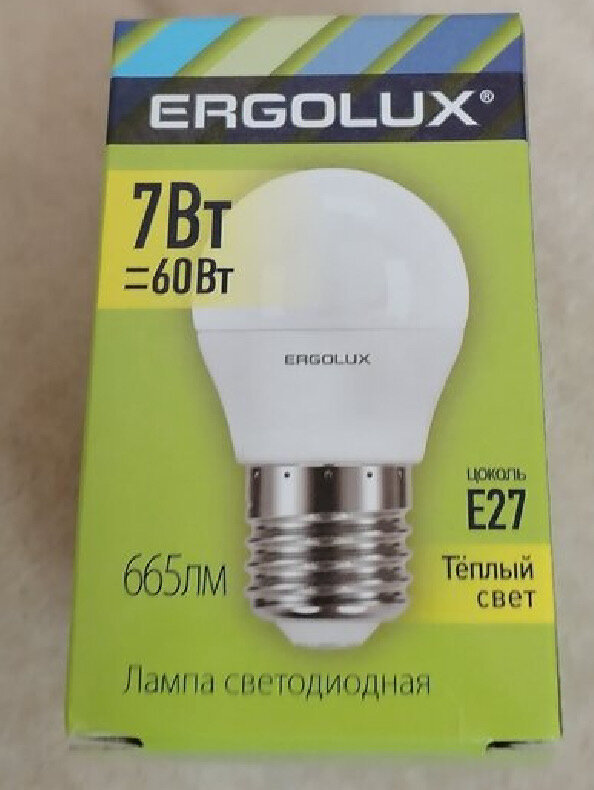 ERGOLUX®
7Вт
=60Вт
ERGOLUX
цоколь
E27
665лм
Тёплый
свет
Лампа светодиодная